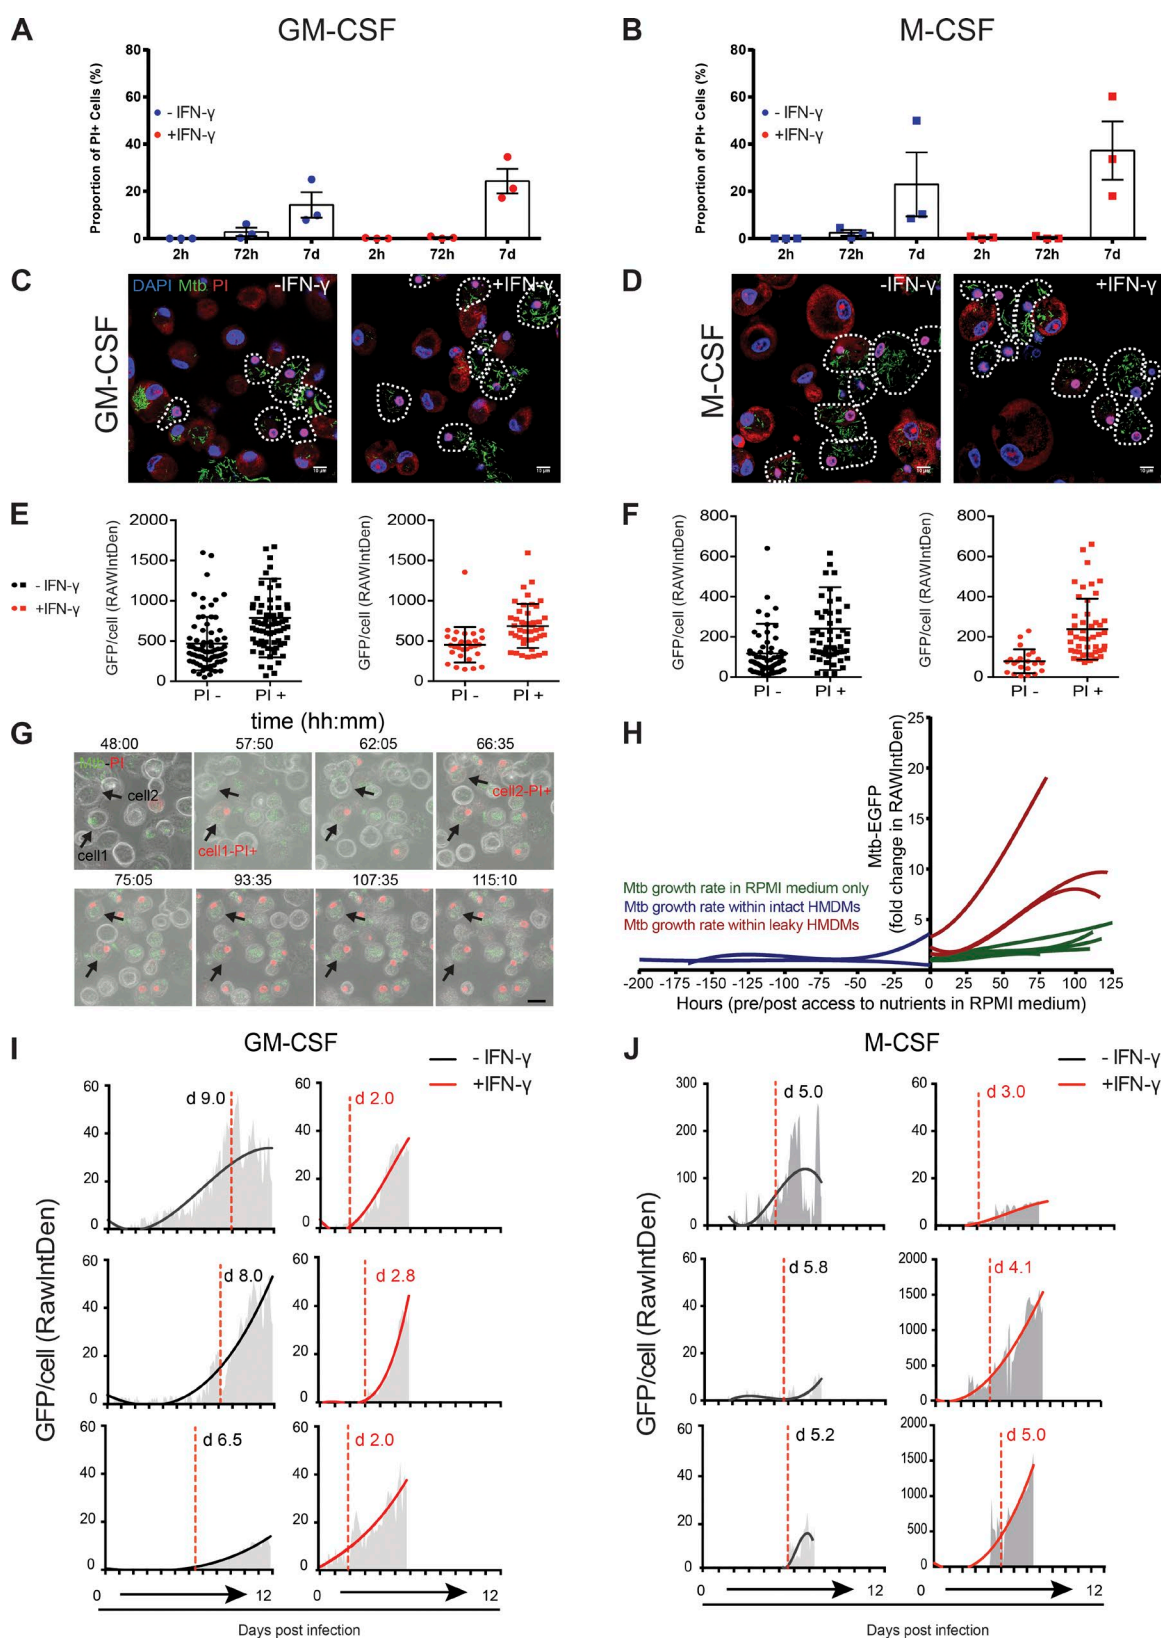 A
GM-CSF
Proportion of PI+ Cells (%)
80
60
40
20
0
- IFN-γ
+IFN-γ
2h 72h 7d 2h 72h 7d
B
M-CSF
Proportion of PI+ Cells (%)
80
60
40
20
0
- IFN-γ
+IFN-γ
2h 72h 7d 2h 72h 7d
C
GM-CSF
DAPI Mtb PI
-IFN-γ
10 µm
+IFN-γ
10 µm
D
M-CSF
-IFN-γ
10 µm
+IFN-γ
10 µm
E
- IFN-γ
+IFN-γ
GFP/cell (RAWIntDen)
2000
1500
1000
500
0
PI - PI +
GFP/cell (RAWIntDen)
2000
1500
1000
500
0
PI - PI +
F
GFP/cell (RAWIntDen)
800
600
400
200
0
PI - PI +
GFP/cell (RAWIntDen)
800
600
400
200
0
PI - PI +
G
time (hh:mm)
48:00 57:50 62:05 66:35
Mtb-PI
cell2
cell1
cell1-PI+
cell2-PI+
75:05 93:35 107:35 115:10
H
Mtb-EGFP
(fold change in RAWIntDen)
25
20
15
10
5
Mtb growth rate in RPMI medium only
Mtb growth rate within intact HMDMs
Mtb growth rate within leaky HMDMs
-200 -175 -150 -125 -100 -75 -50 -25 0 25 50 75 100 125
Hours (pre/post access to nutrients in RPMI medium)
I
GM-CSF
- IFN-γ
+IFN-γ
GFP/cell (RawIntDen)
60
40
20
0
d 9.0
60
40
20
0
d 2.0
60
40
20
0
d 8.0
60
40
20
0
d 2.8
60
40
20
0
d 6.5
60
40
20
0
d 2.0
0 12 0 12
Days post infection
J
M-CSF
- IFN-γ
+IFN-γ
GFP/cell (RawIntDen)
300
200
100
0
d 5.0
60
40
20
0
d 3.0
60
40
20
0
d 5.8
2000
1500
1000
500
0
d 4.1
60
40
20
0
d 5.2
2000
1500
1000
500
0
d 5.0
0 12 0 12
Days post infection